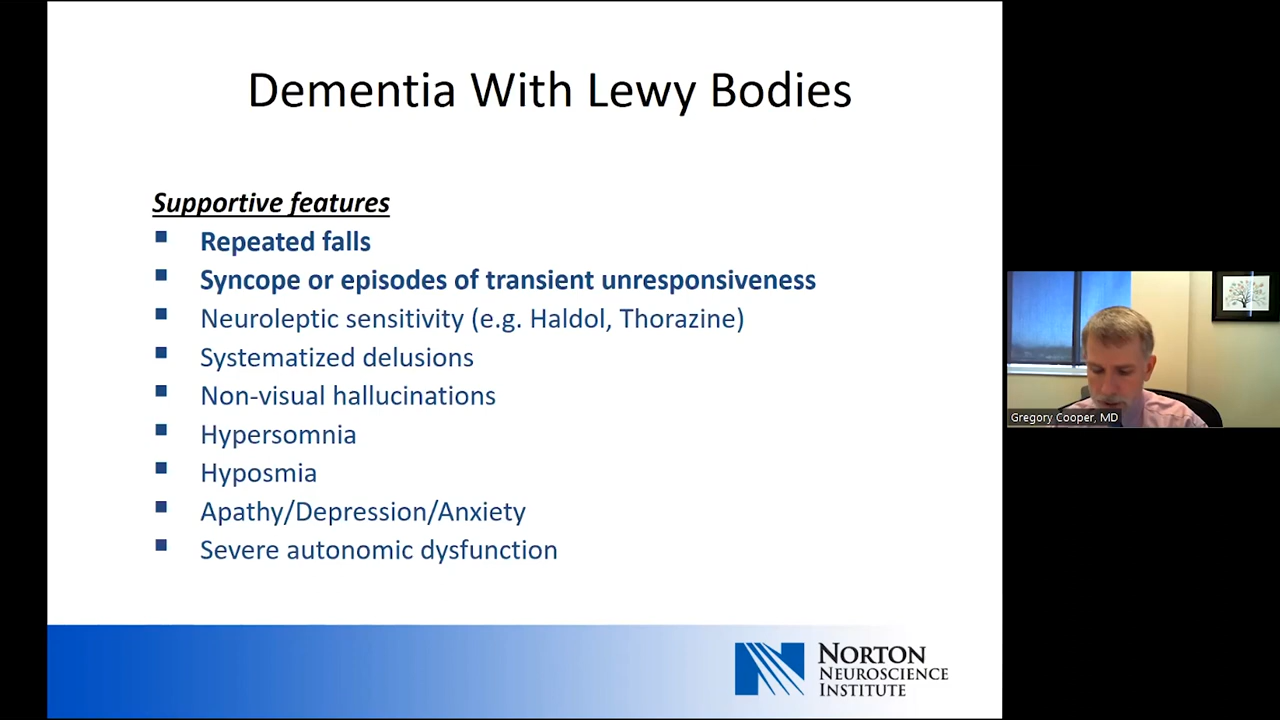 Dementia With Lewy Bodies
Supportive features
▪ Repeated falls
▪ Syncope or episodes of transient unresponsiveness
▪ Neuroleptic sensitivity (e.g. Haldol, Thorazine)
▪ Systematized delusions
▪ Non-visual hallucinations
▪ Hypersomnia
▪ Hyposmia
▪ Apathy/Depression/Anxiety
▪ Severe autonomic dysfunction
NORTON
NEUROSCIENCE
INSTITUTE
Gregory Cooper, MD